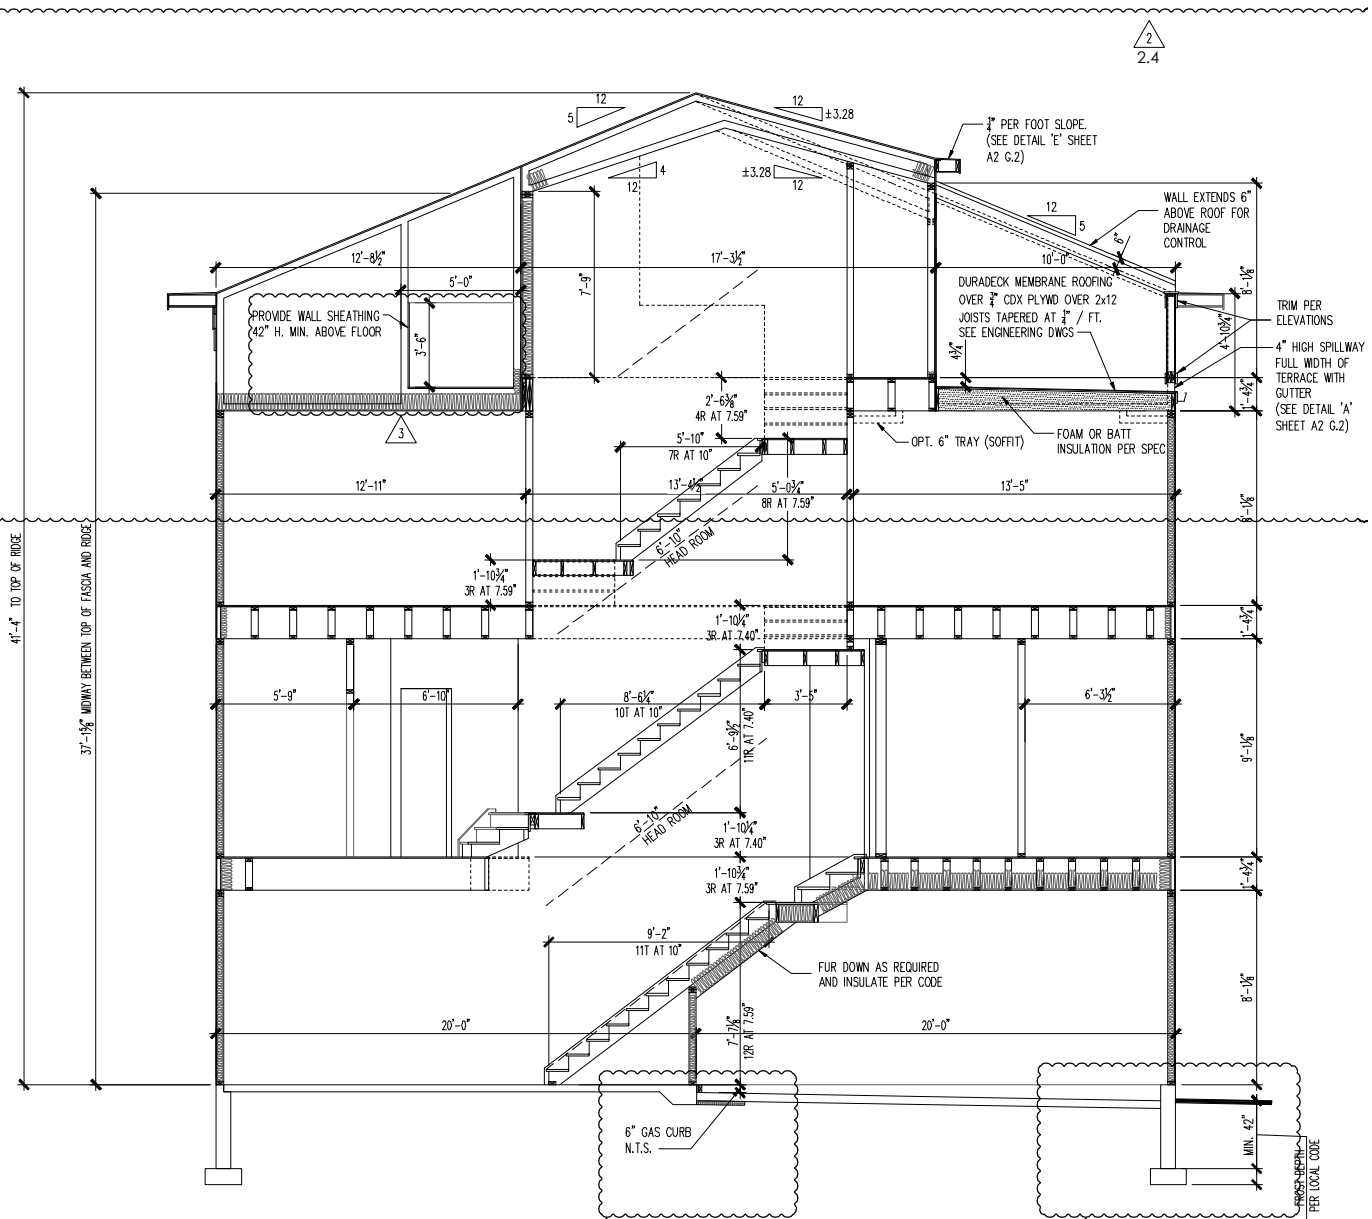 2
2.4
12
5
12
±3.28
¼" PER FOOT SLOPE.
(SEE DETAIL 'E' SHEET
A2 G.2)
4
12
±3.28
12
WALL EXTENDS 6"
ABOVE ROOF FOR
DRAINAGE
CONTROL
12
5
6"
12'-8½"
17'-3½"
10'-0"
8'-1⅛"
5'-0"
7'-9"
DURADECK MEMBRANE ROOFING
OVER ¾" CDX PLYWD OVER 2x12
JOISTS TAPERED AT ¼" / FT.
SEE ENGINEERING DWGS
TRIM PER
ELEVATIONS
PROVIDE WALL SHEATHING
42" H. MIN. ABOVE FLOOR
3'-6"
4¾"
4'-10¾"
4" HIGH SPILLWAY
FULL WIDTH OF
TERRACE WITH
GUTTER
(SEE DETAIL 'A'
SHEET A2 G.2)
1'-4¾"
2'-6⅜"
4R AT 7.59"
3
5'-10"
7R AT 10"
OPT. 6" TRAY (SOFFIT)
FOAM OR BATT
INSULATION PER SPEC
12'-11"
13'-4½"
5'-0¾"
8R AT 7.59"
13'-5"
8'-1⅛"
6'-10"
HEAD ROOM
41'-4" TO TOP OF RIDGE
37'-1⅝" MIDWAY BETWEEN TOP OF FASCIA AND RIDGE
1'-10¾"
3R AT 7.59"
1'-10¼"
3R AT 7.40"
1'-4¾"
5'-9"
6'-10"
8'-6¼"
10T AT 10"
3'-5"
6'-3½"
6'-9½"
11R AT 7.40"
9'-1⅛"
6'-10"
HEAD ROOM
1'-10¼"
3R AT 7.40"
1'-10¾"
3R AT 7.59"
1'-4¾"
9'-2"
11T AT 10"
FUR DOWN AS REQUIRED
AND INSULATE PER CODE
8'-1⅛"
20'-0"
7'-7⅛"
12R AT 7.59"
20'-0"
6" GAS CURB
N.T.S.
MIN. 42"
FROST DEPTH
PER LOCAL CODE